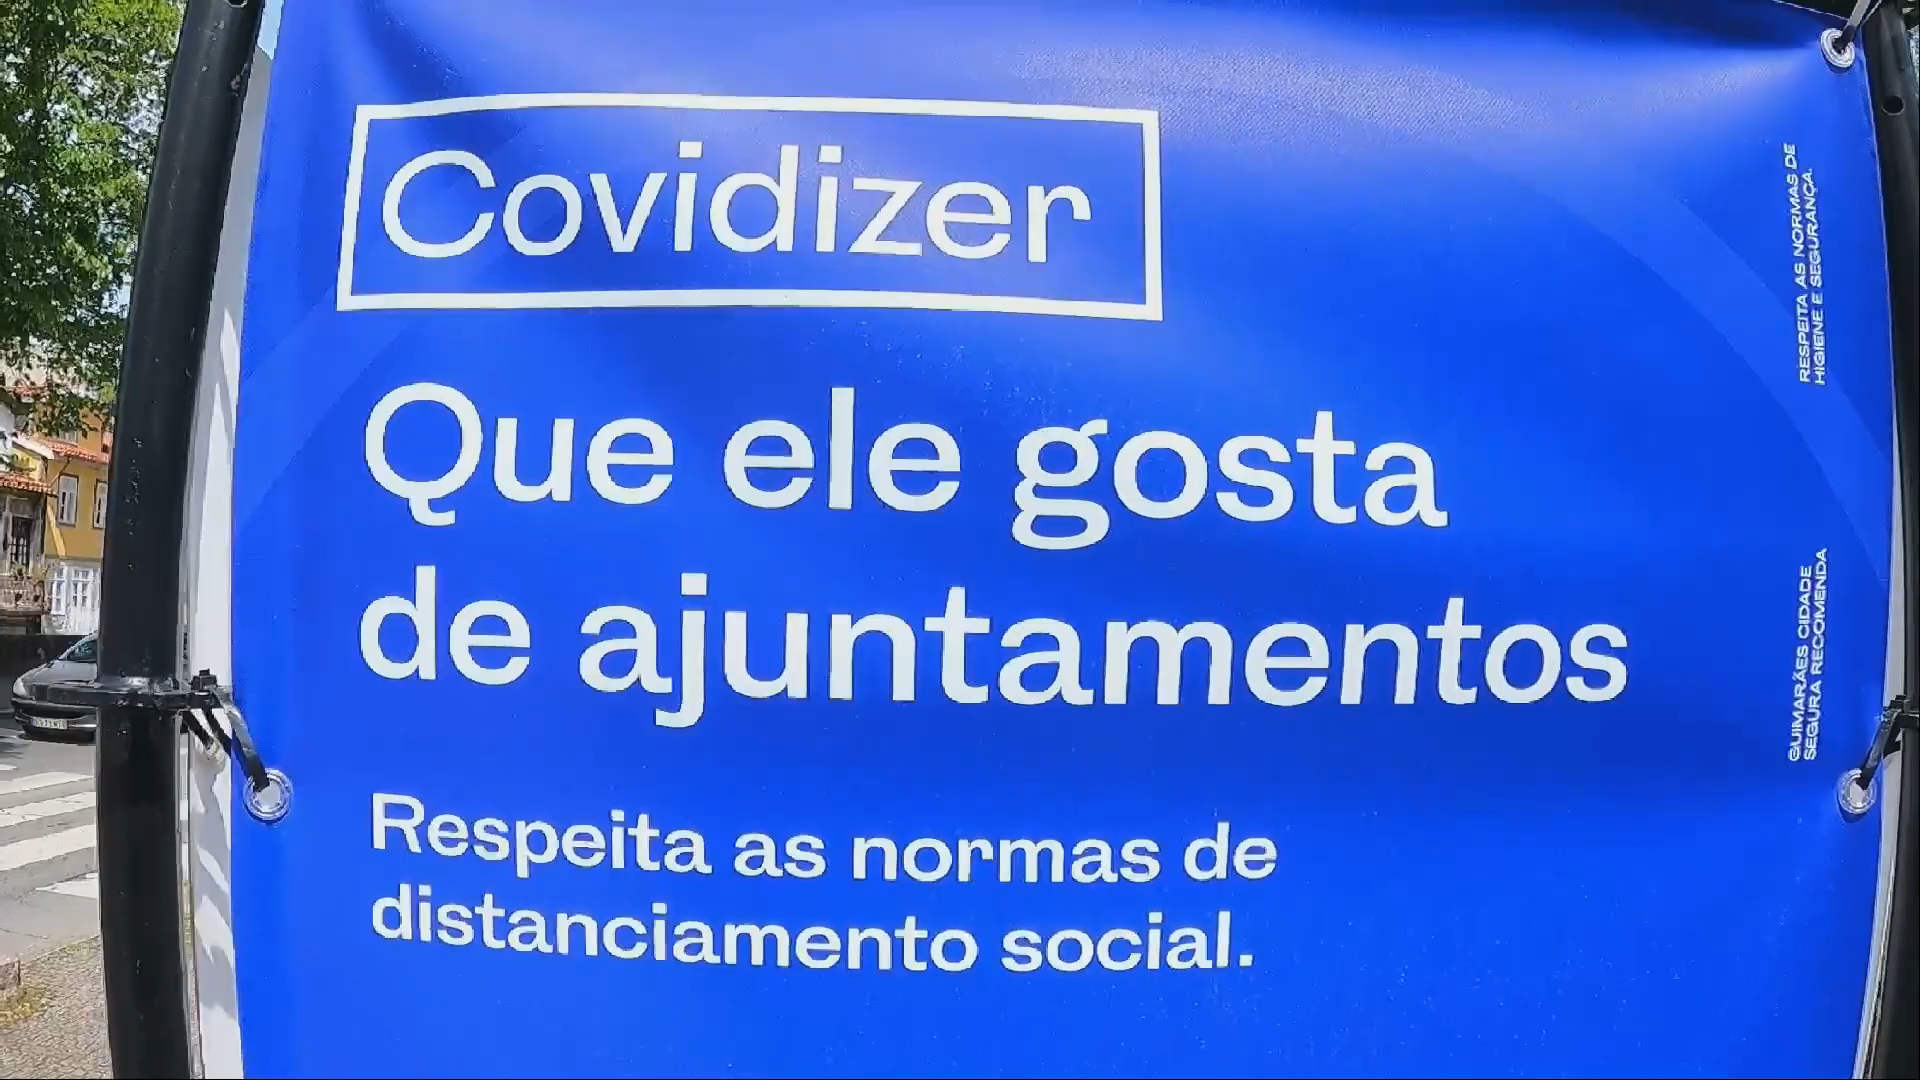 Covidizer
Que ele gosta
de ajuntamentos
Respeita as normas de
distanciamento social.
RESPEITA AS NORMAS DE
HIGIENE E SEGURANÇA.
GUIMARÃES CIDADE
SEGURA RECOMENDA